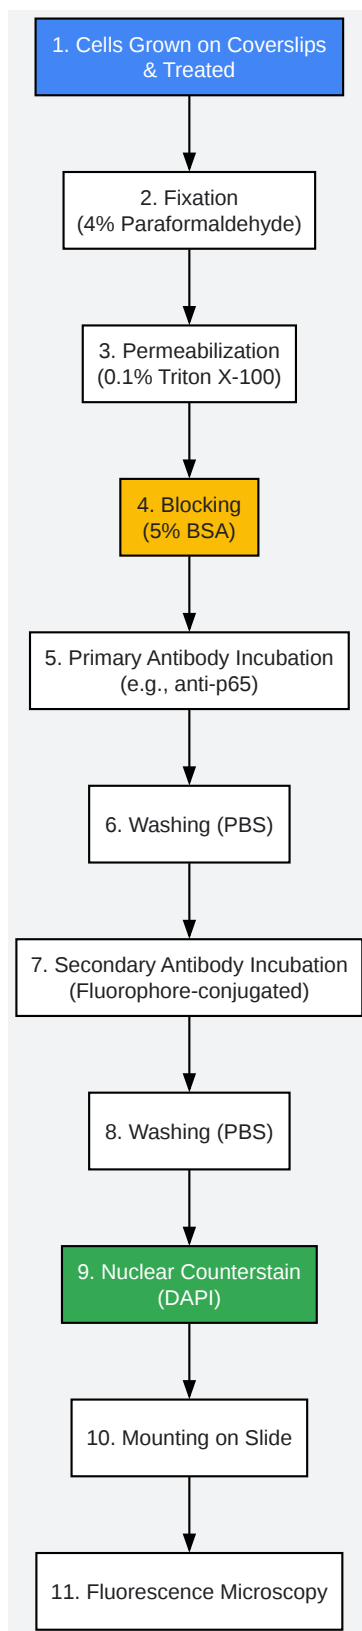 1. Cells Grown on Coverslips
& Treated
2. Fixation
(4% Paraformaldehyde)
3. Permeabilization
(0.1% Triton X-100)
4. Blocking
(5% BSA)
5. Primary Antibody Incubation
(e.g., anti-p65)
6. Washing (PBS)
7. Secondary Antibody Incubation
(Fluorophore-conjugated)
8. Washing (PBS)
9. Nuclear Counterstain
(DAPI)
10. Mounting on Slide
11. Fluorescence Microscopy